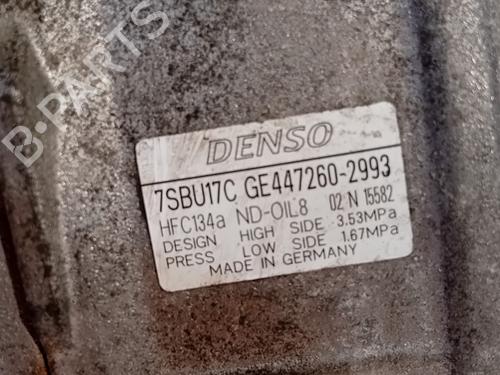 B-PARTS
DENSO
7SBU17C GE447260-2993
HFC134a ND-OIL8 02 N 15582
DESIGN HIGH SIDE 3.53MPa
PRESS LOW SIDE 1.67MPa
MADE IN GERMANY